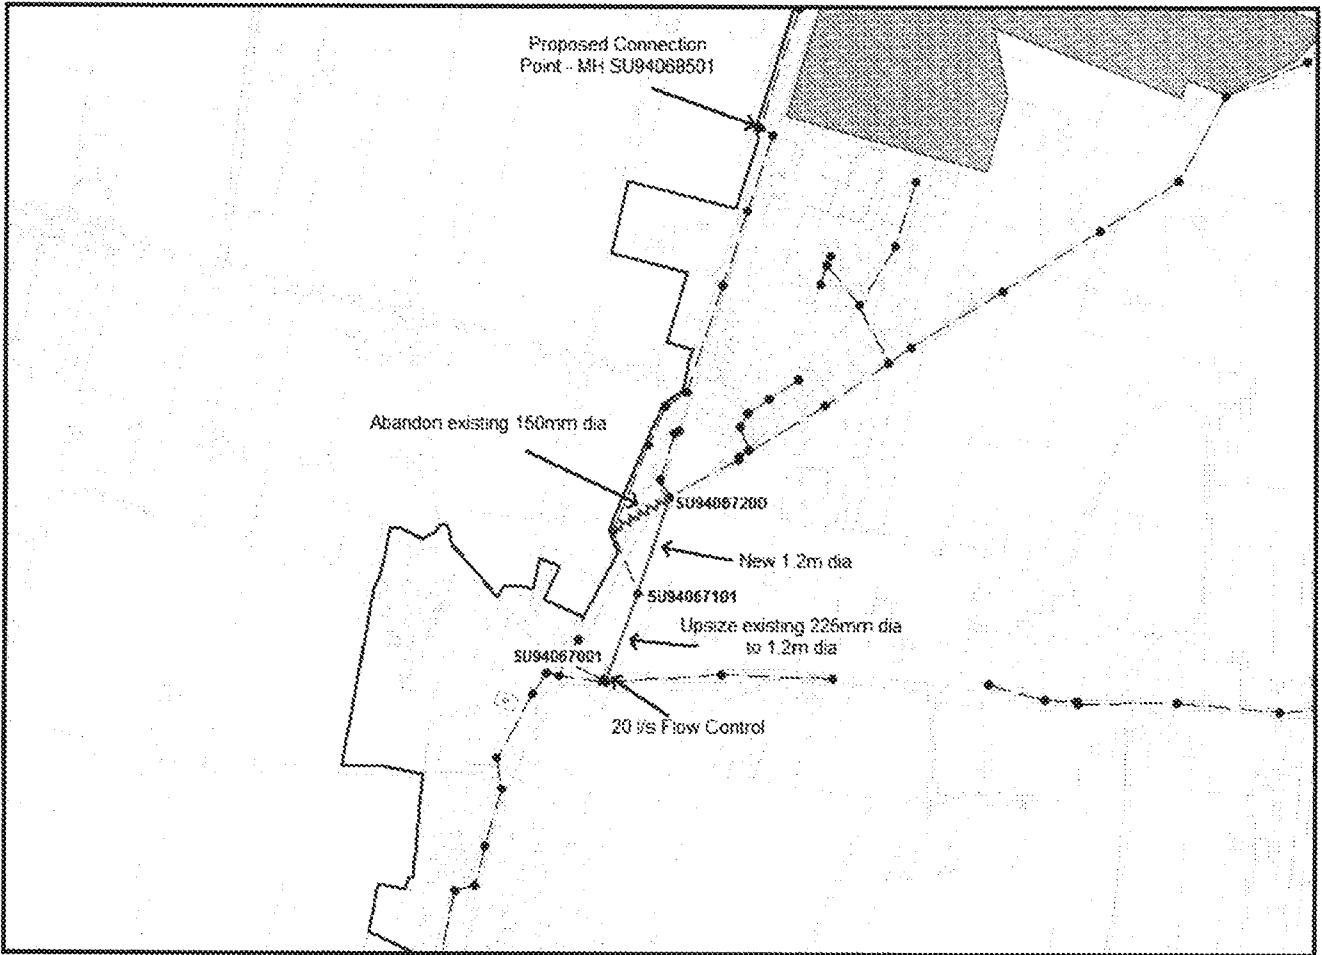 Proposed Connection
Point - MH SU94068501
Abandon existing 150mm dia
SU94067200
New 1.2m dia
SU94067101
Upsize existing 225mm dia
to 1.2m dia
SU94067001
20 l/s Flow Control